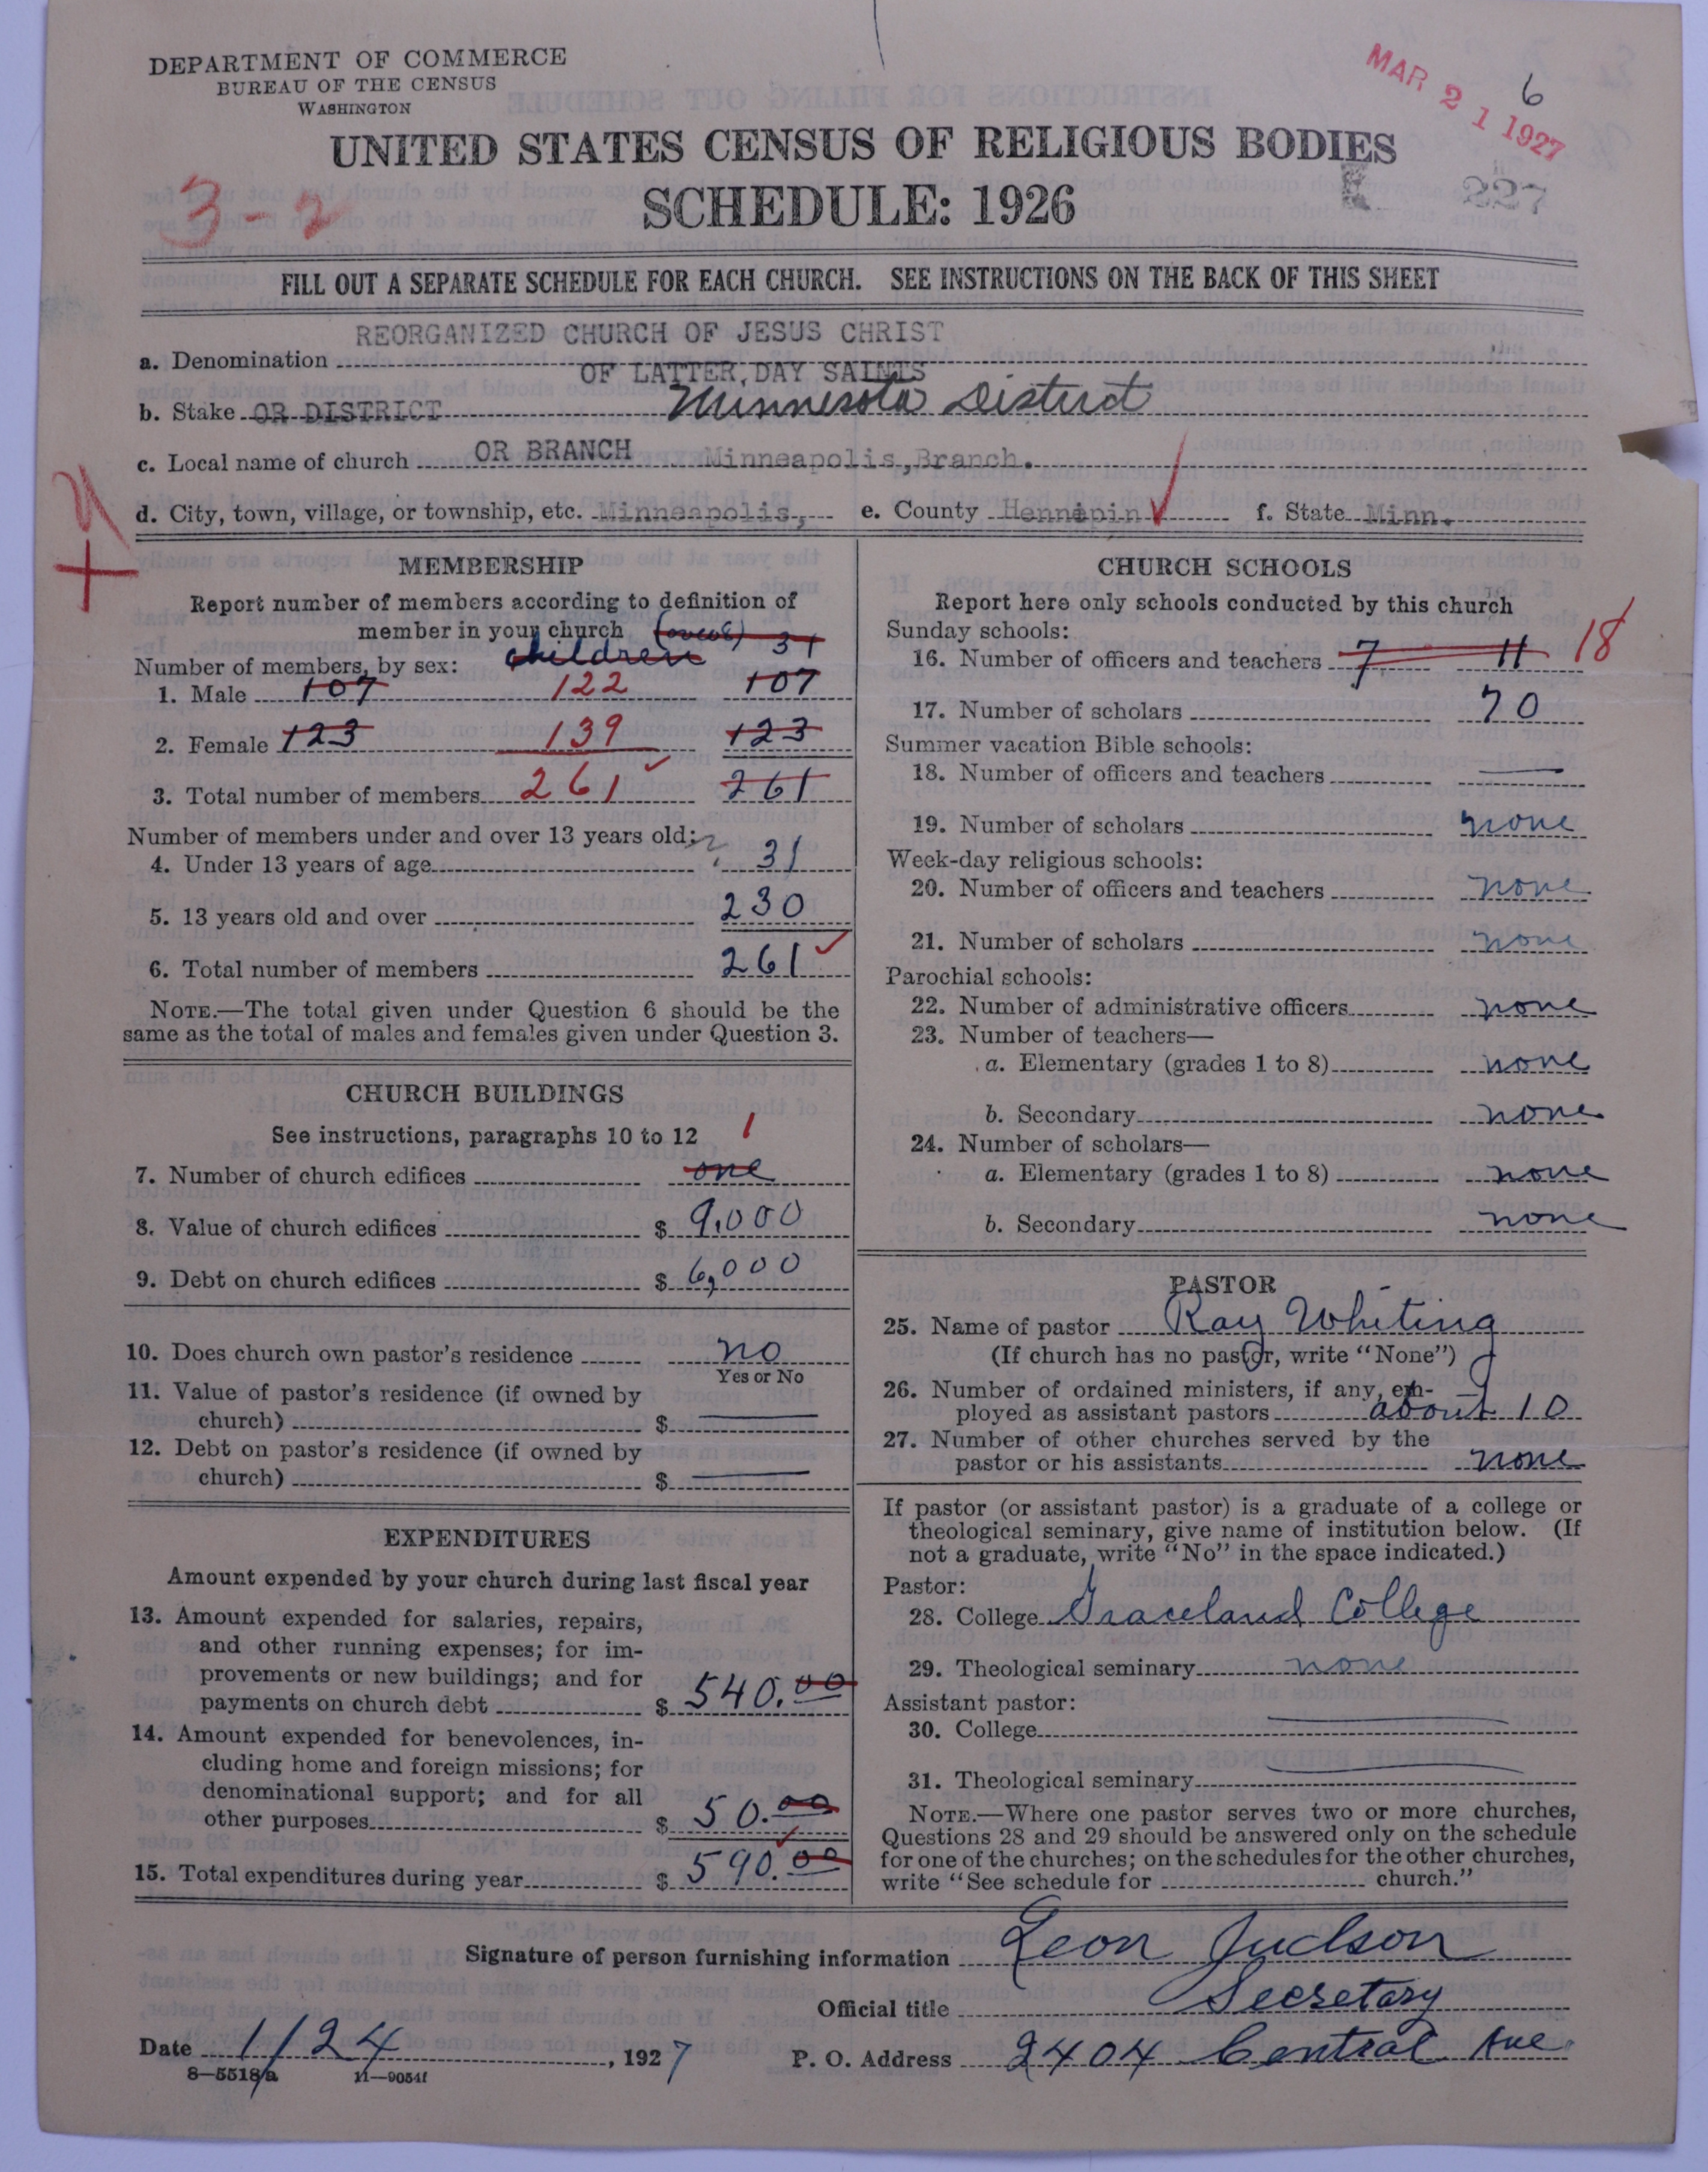 DEPARTMENT OF COMMERCE
BUREAU OF THE CENSUS
WASHINGTON
MAR 21 1927
6
UNITED STATES CENSUS OF RELIGIOUS BODIES
SCHEDULE: 1926
3-2
227
FILL OUT A SEPARATE SCHEDULE FOR EACH CHURCH. SEE INSTRUCTIONS ON THE BACK OF THIS SHEET
REORGANIZED CHURCH OF JESUS CHRIST
a. Denomination
OF LATTER DAY SAINTS
b. Stake OR DISTRICT Minnesota District
c. Local name of church OR BRANCH Minneapolis, Branch.
d. City, town, village, or township, etc. Minneapolis, e. County Hennepin f. State Minn.
MEMBERSHIP
Report number of members according to definition of
member in your church 31
children
Number of members, by sex:
1. Male 107 122 107
2. Female 123 139 123
3. Total number of members 261 261
Number of members under and over 13 years old:
4. Under 13 years of age 31
5. 13 years old and over 230
6. Total number of members 261
NOTE.—The total given under Question 6 should be the
same as the total of males and females given under Question 3.
CHURCH BUILDINGS
See instructions, paragraphs 10 to 12 1
7. Number of church edifices one
8. Value of church edifices $ 9,000
9. Debt on church edifices $ 6,000
10. Does church own pastor's residence no
Yes or No
11. Value of pastor's residence (if owned by
church) $
12. Debt on pastor's residence (if owned by
church) $
EXPENDITURES
Amount expended by your church during last fiscal year
13. Amount expended for salaries, repairs,
and other running expenses; for im-
provements or new buildings; and for
payments on church debt $ 540.00
14. Amount expended for benevolences, in-
cluding home and foreign missions; for
denominational support; and for all
other purposes $ 50.00
15. Total expenditures during year $ 590.00
CHURCH SCHOOLS
Report here only schools conducted by this church
Sunday schools:
16. Number of officers and teachers 7 11 18
17. Number of scholars 70
Summer vacation Bible schools:
18. Number of officers and teachers
19. Number of scholars none
Week-day religious schools:
20. Number of officers and teachers none
21. Number of scholars none
Parochial schools:
22. Number of administrative officers none
23. Number of teachers—
a. Elementary (grades 1 to 8) none
b. Secondary none
24. Number of scholars—
a. Elementary (grades 1 to 8) none
b. Secondary none
PASTOR
25. Name of pastor Ray Whiting
(If church has no pastor, write "None")
26. Number of ordained ministers, if any, em-
ployed as assistant pastors about 10
27. Number of other churches served by the
pastor or his assistants none
If pastor (or assistant pastor) is a graduate of a college or
theological seminary, give name of institution below. (If
not a graduate, write "No" in the space indicated.)
Pastor:
28. College Graceland College
29. Theological seminary none
Assistant pastor:
30. College
31. Theological seminary
NOTE.—Where one pastor serves two or more churches,
Questions 28 and 29 should be answered only on the schedule
for one of the churches; on the schedules for the other churches,
write "See schedule for church."
Signature of person furnishing information Leon Judson
Official title Secretary
Date 1/24, 1927 P. O. Address 2404 Central Ave
8—5518a 11—9054f